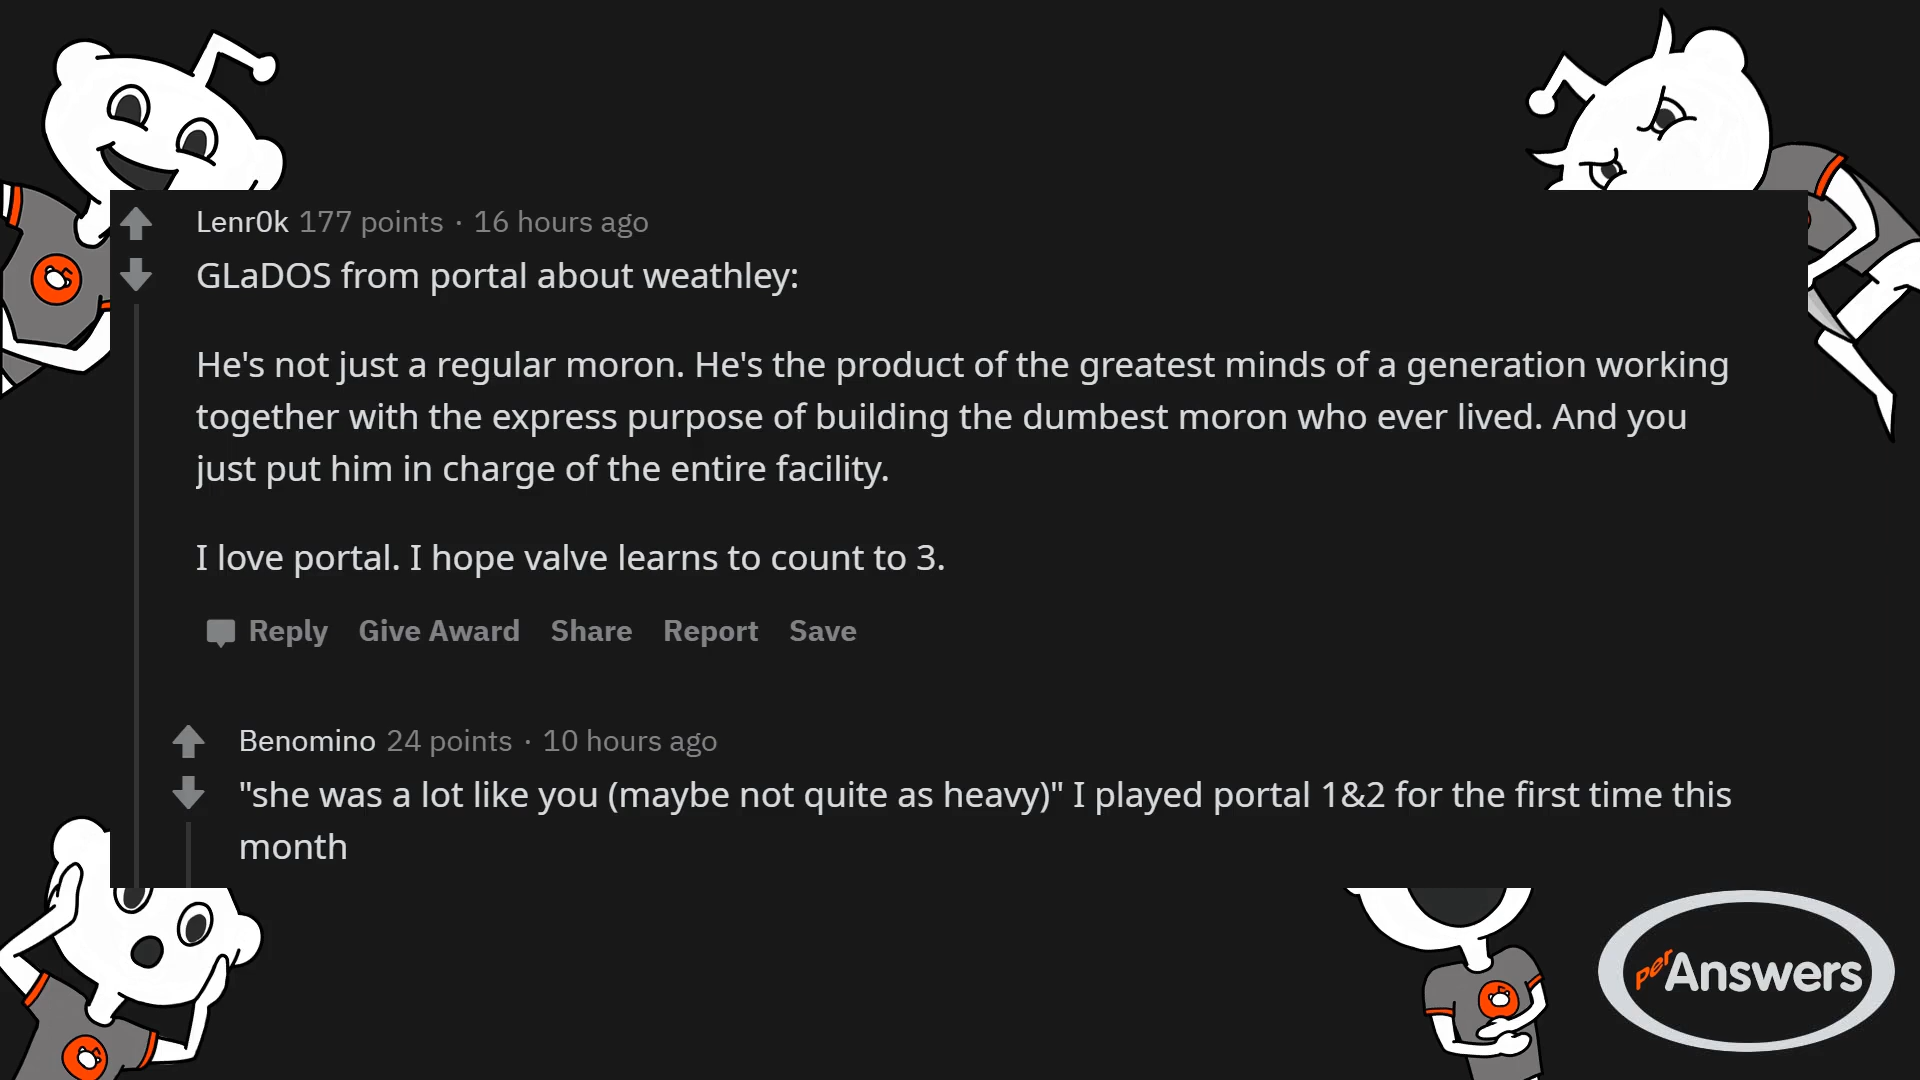 Lenr0k 177 points · 16 hours ago
GLaDOS from portal about weathley:
He's not just a regular moron. He's the product of the greatest minds of a generation working
together with the express purpose of building the dumbest moron who ever lived. And you
just put him in charge of the entire facility.
I love portal. I hope valve learns to count to 3.
Reply Give Award Share Report Save
Benomino 24 points · 10 hours ago
"she was a lot like you (maybe not quite as heavy)" I played portal 1&2 for the first time this
month
perAnswers